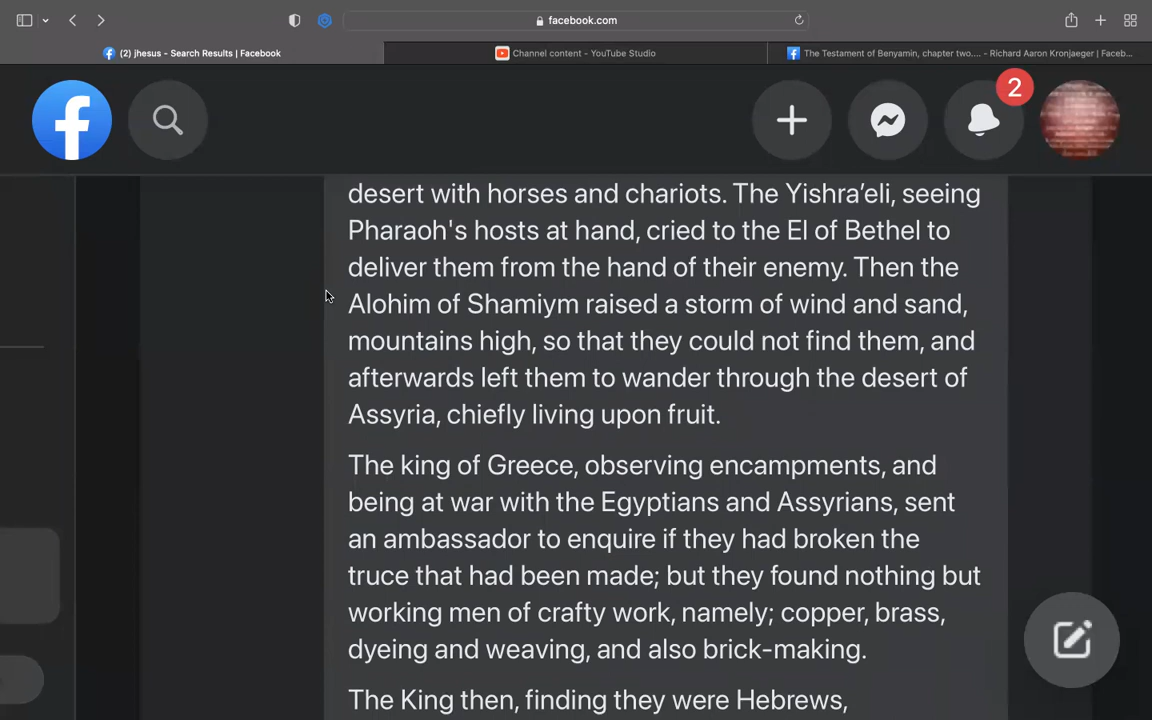 facebook.com
(2) jhesus - Search Results | Facebook
Channel content - YouTube Studio
The Testament of Benyamin, chapter two.... - Richard Aaron Kronjaeger | Faceb...
2
desert with horses and chariots. The Yishra’eli, seeing
Pharaoh's hosts at hand, cried to the El of Bethel to
deliver them from the hand of their enemy. Then the
Alohim of Shamiym raised a storm of wind and sand,
mountains high, so that they could not find them, and
afterwards left them to wander through the desert of
Assyria, chiefly living upon fruit.
The king of Greece, observing encampments, and
being at war with the Egyptians and Assyrians, sent
an ambassador to enquire if they had broken the
truce that had been made; but they found nothing but
working men of crafty work, namely; copper, brass,
dyeing and weaving, and also brick-making.
The King then, finding they were Hebrews,